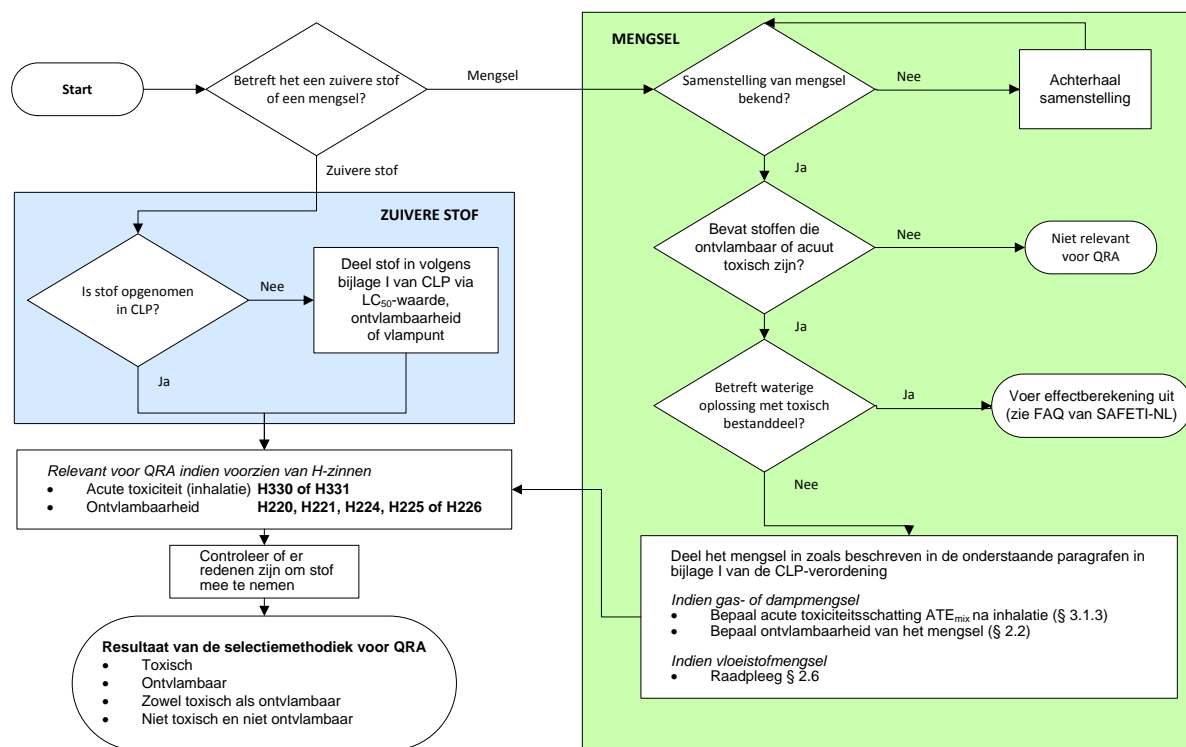 Start
Betreft het een zuivere stof
of een mengsel?
Mengsel
Zuivere stof
ZUIVERE STOF
Is stof opgenomen
in CLP?
Nee
Deel stof in volgens
bijlage I van CLP via
LC50-waarde,
ontvlambaarheid
of vlampunt
Ja
Relevant voor QRA indien voorzien van H-zinnen
• Acute toxiciteit (inhalatie) H330 of H331
• Ontvlambaarheid H220, H221, H224, H225 of H226
Controleer of er
redenen zijn om stof
mee te nemen
Resultaat van de selectiemethodiek voor QRA
• Toxisch
• Ontvlambaar
• Zowel toxisch als ontvlambaar
• Niet toxisch en niet ontvlambaar
MENGSEL
Samenstelling van mengsel
bekend?
Nee
Achterhaal
samenstelling
Ja
Bevat stoffen die
ontvlambaar of acuut
toxisch zijn?
Nee
Niet relevant
voor QRA
Ja
Betreft waterige
oplossing met toxisch
bestanddeel?
Ja
Voer effectberekening uit
(zie FAQ van SAFETI-NL)
Nee
Deel het mengsel in zoals beschreven in de onderstaande paragrafen in
bijlage I van de CLP-verordening
Indien gas- of dampmengsel
• Bepaal acute toxiciteitsschatting ATEmix na inhalatie (§ 3.1.3)
• Bepaal ontvlambaarheid van het mengsel (§ 2.2)
Indien vloeistofmengsel
• Raadpleeg § 2.6